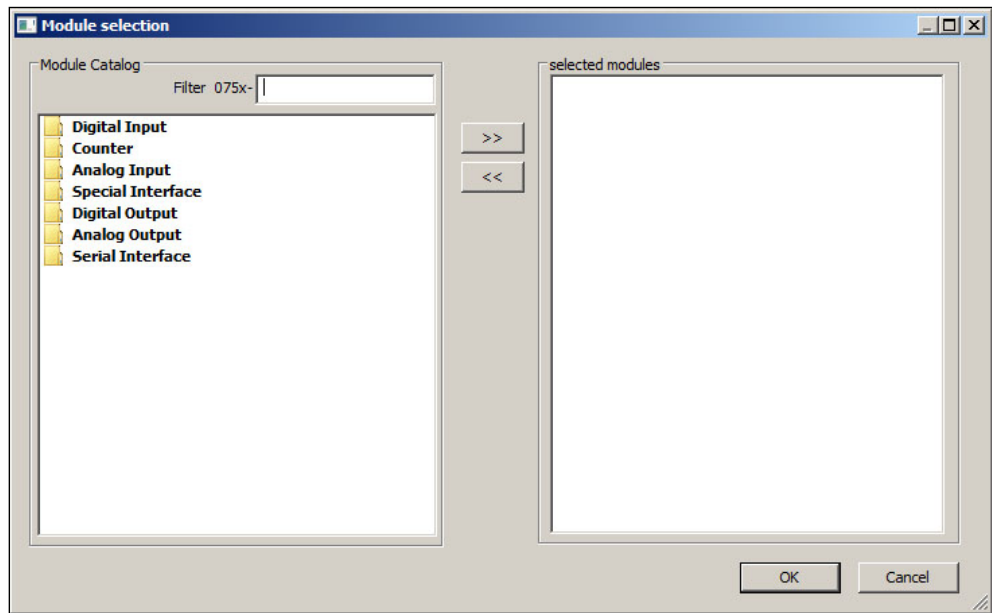 Module selection
Module Catalog
Filter 075x-
Digital Input
Counter
Analog Input
Special Interface
Digital Output
Analog Output
Serial Interface
>>
<<
selected modules
OK
Cancel